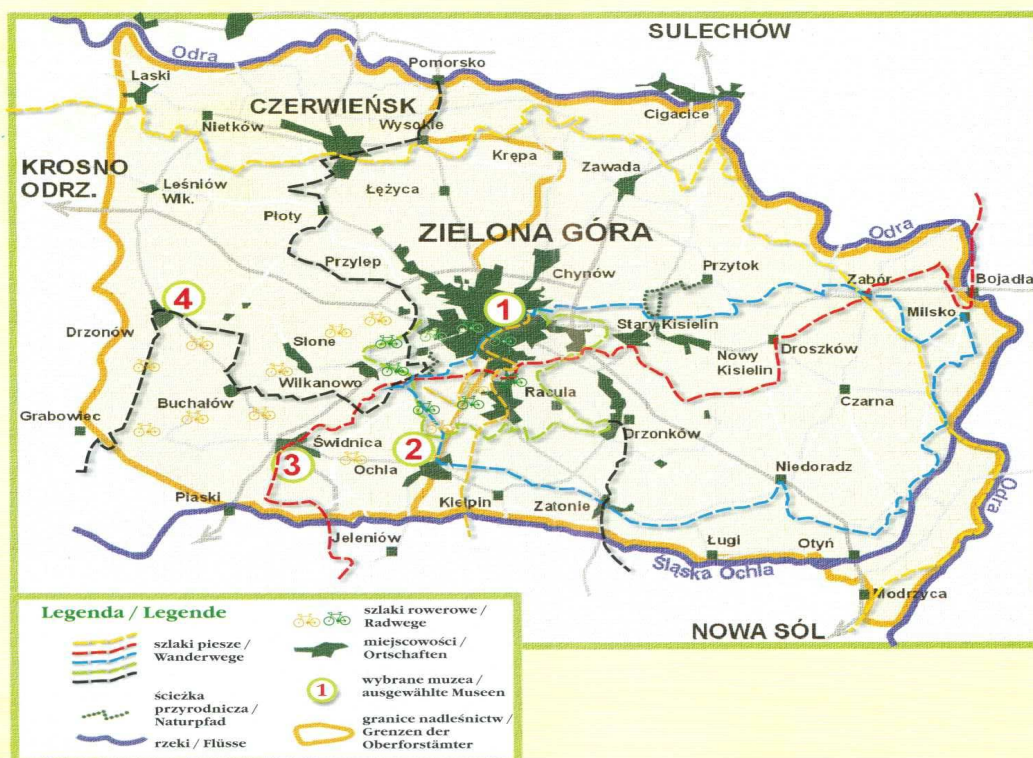 SULECHÓW
Odra
Pomorsko
Laski
CZERWIEŃSK
Cigacice
Nietków
Wysokie
Krępa
Zawada
KROSNO
ODRZ.
Leśniów
Wlk.
Łężyca
Płoty
ZIELONA GÓRA
Odra
Przylep
Chynów
Przytok
Zabór
Bojadła
4
1
Milsko
Drzonów
Słone
Stary Kisielin
Nowy
Kisielin
Droszków
Wilkanowo
Buchałów
Racula
Czarna
Grabowiec
Drzonków
Świdnica
2
3
Ochla
Niedoradz
Piaski
Kiełpin
Zatonie
Odra
Jeleniów
Ługi
Otyń
Śląska Ochla
Modrzyca
NOWA SÓL
Legenda / Legende
szlaki piesze /
Wanderwege
ścieżka
przyrodnicza /
Naturpfad
rzeki / Flüsse
szlaki rowerowe /
Radwege
miejscowości /
Ortschaften
1
wybrane muzea /
ausgewählte Museen
granice nadleśnictw /
Grenzen der
Oberforstämter